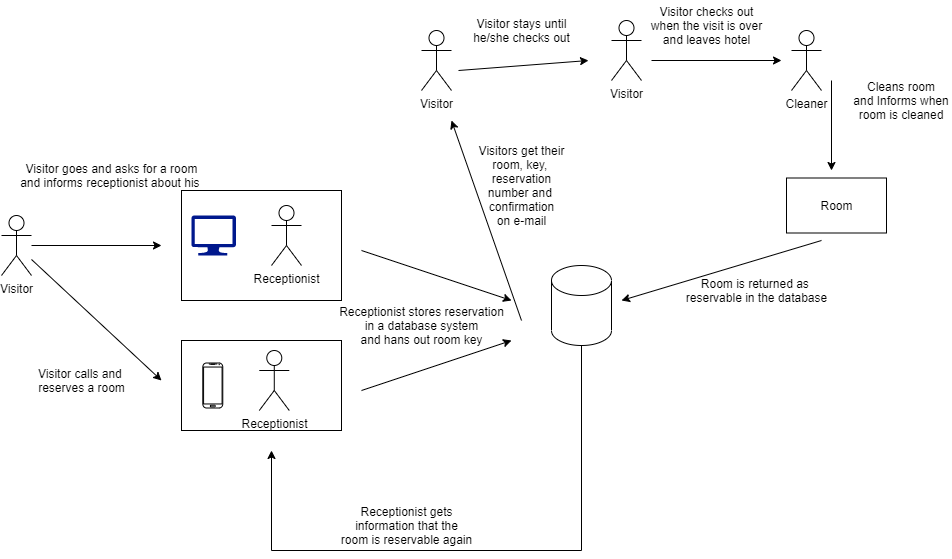 Visitor stays until
he/she checks out
Visitor checks out
when the visit is over
and leaves hotel
Visitor
Visitor
Cleaner
Cleans room
and Informs when
room is cleaned
Visitors get their
room, key,
reservation
number and
confirmation
on e-mail
Visitor goes and asks for a room
and informs receptionist about his
Room
Visitor
Receptionist
Room is returned as
reservable in the database
Receptionist stores reservation
in a database system
and hans out room key
Visitor calls and
reserves a room
Receptionist
Receptionist gets
information that the
room is reservable again